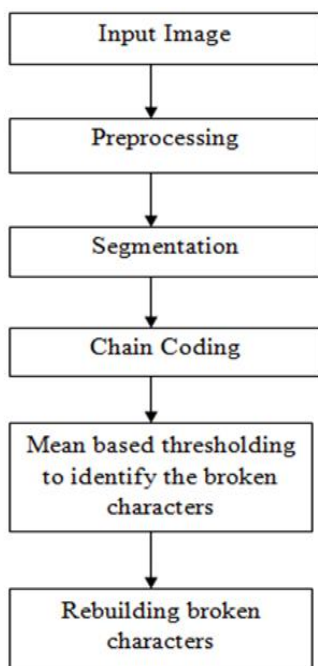 Input Image
Preprocessing
Segmentation
Chain Coding
Mean based thresholding
to identify the broken
characters
Rebuilding broken
characters